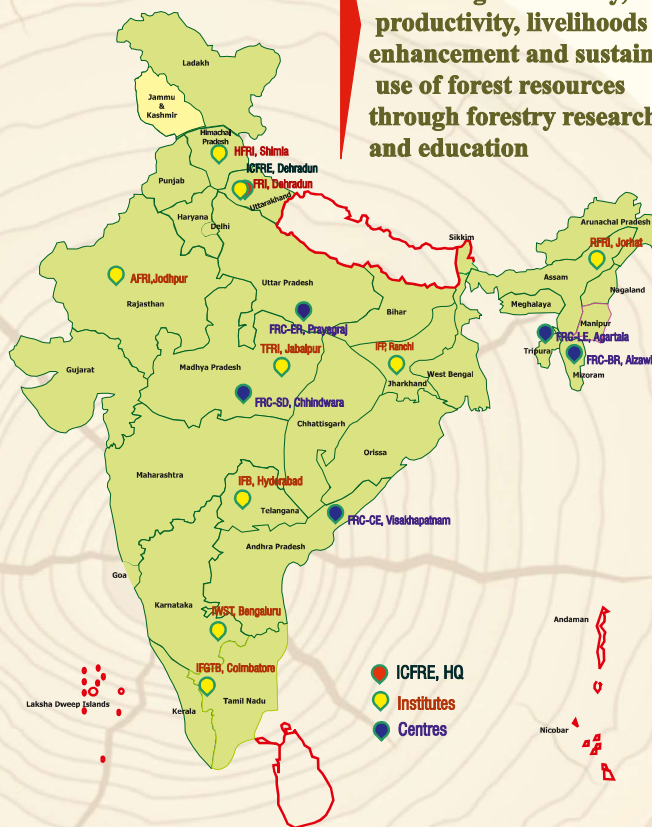 productivity, livelihoods
enhancement and sustain
use of forest resources
through forestry research
and education
Ladakh
Jammu
&
Kashmir
Himachal
Pradesh
HFRI, Shimla
ICFRE, Dehradun
FRI, Dehradun
Uttarakhand
Punjab
Haryana
Delhi
Sikkim
Arunachal Pradesh
RFRI, Jorhat
Assam
Nagaland
Meghalaya
Manipur
AFRI,Jodhpur
Rajasthan
Uttar Pradesh
Bihar
FRC-ER, Prayagraj
FRC-LE, Agartala
Tripura
FRC-BR, Aizawl
Mizoram
TFRI, Jabalpur
IFP, Ranchi
Gujarat
Madhya Pradesh
Jharkhand
West Bengal
FRC-SD, Chhindwara
Chhattisgarh
Orissa
Maharashtra
IFB, Hyderabad
Telangana
FRC-CE, Visakhapatnam
Andhra Pradesh
Goa
Karnataka
IWST, Bengaluru
Andaman
IFGTB, Coimbatore
ICFRE, HQ
Laksha Dweep Islands
Kerala
Tamil Nadu
Institutes
Centres
Nicobar